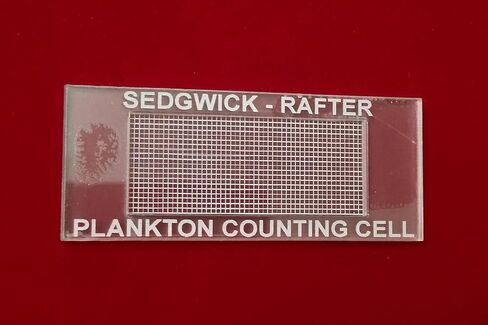 SEDGWICK - RAFTER
PLANKTON COUNTING CELL